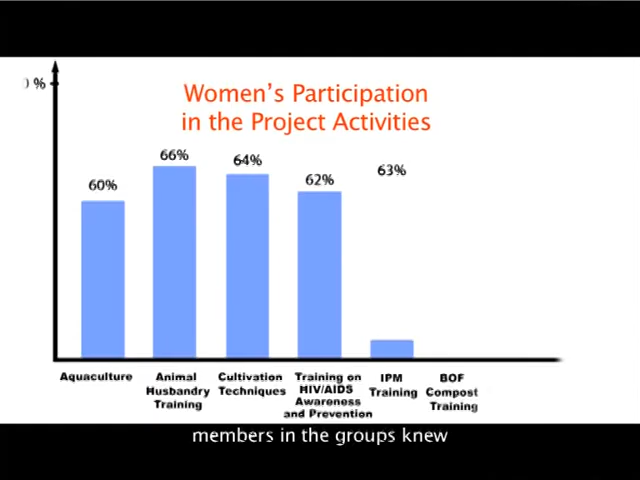 Women's Participation
in the Project Activities
) %
60%
66%
64%
62%
63%
Aquaculture
Animal
Husbandry
Training
Cultivation
Techniques
Training on
HIV/AIDS
Awareness
and Prevention
IPM
Training
BOF
Compost
Training
members in the groups knew